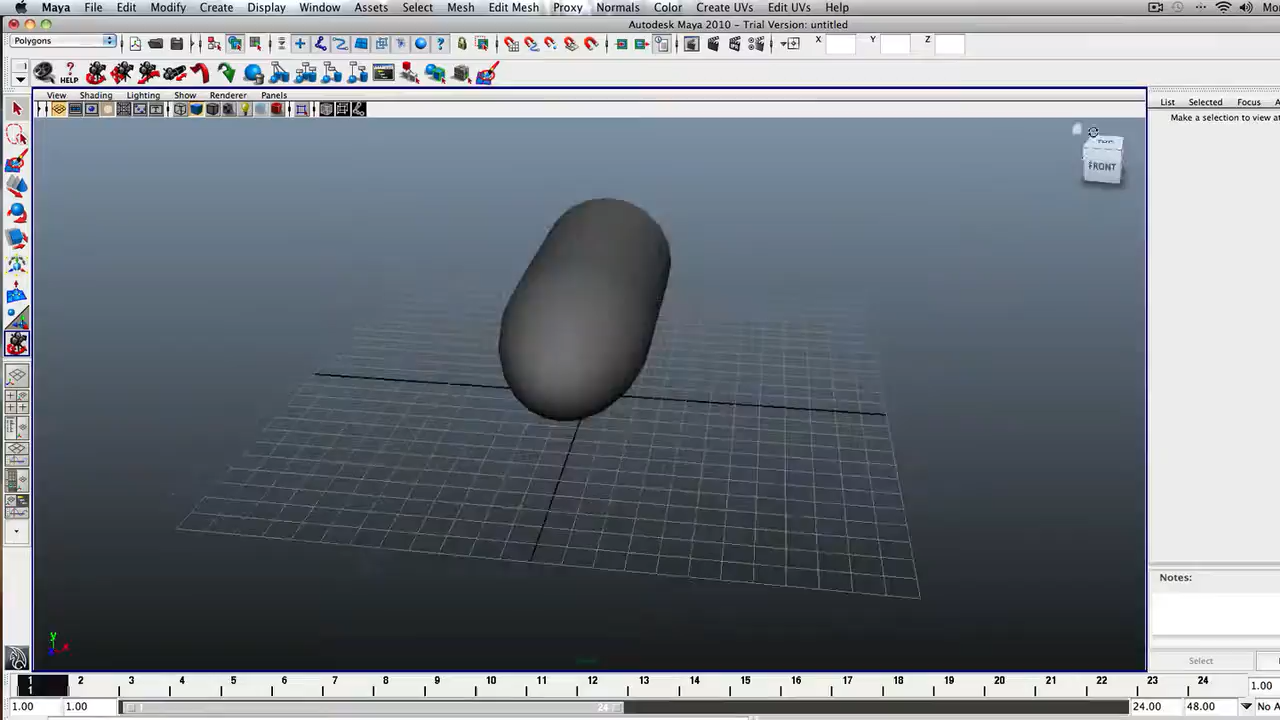 Maya File Edit Modify Create Display Window Assets Select Mesh Edit Mesh Proxy Normals Color Create UVs Edit UVs Help
Autodesk Maya 2010 - Trial Version: untitled
Polygons X Y Z
HELP
View Shading Lighting Show Renderer Panels
List Selected Focus
Make a selection to view
FRONT
Notes:
y
Select
1 2 3 4 5 6 7 8 9 10 11 12 13 14 15 16 17 18 19 20 21 22 23 24
1 1.00
1.00 1.00 1 24 24.00 48.00 No